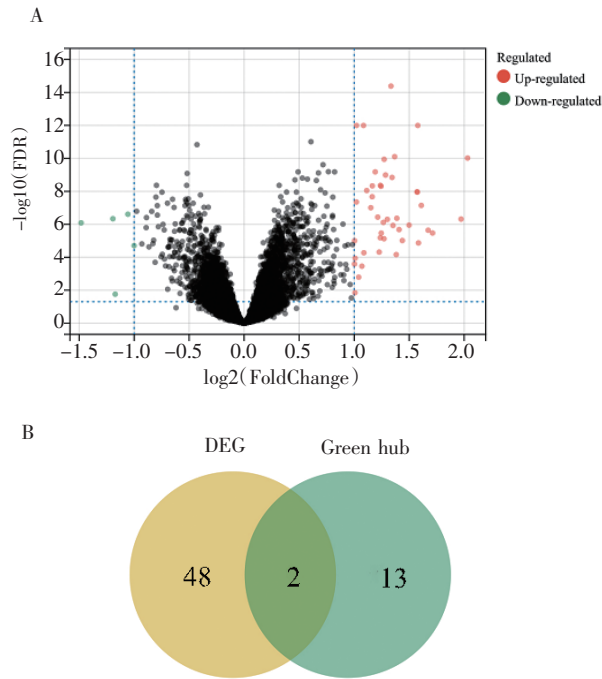 A
16
14
12
10
8
6
4
2
0
-log10(FDR)
−1.5 −1.0 −0.5 0.0 0.5 1.0 1.5 2.0
log2(FoldChange)
Regulated
Up-regulated
Down-regulated
B
DEG Green hub
48 2 13